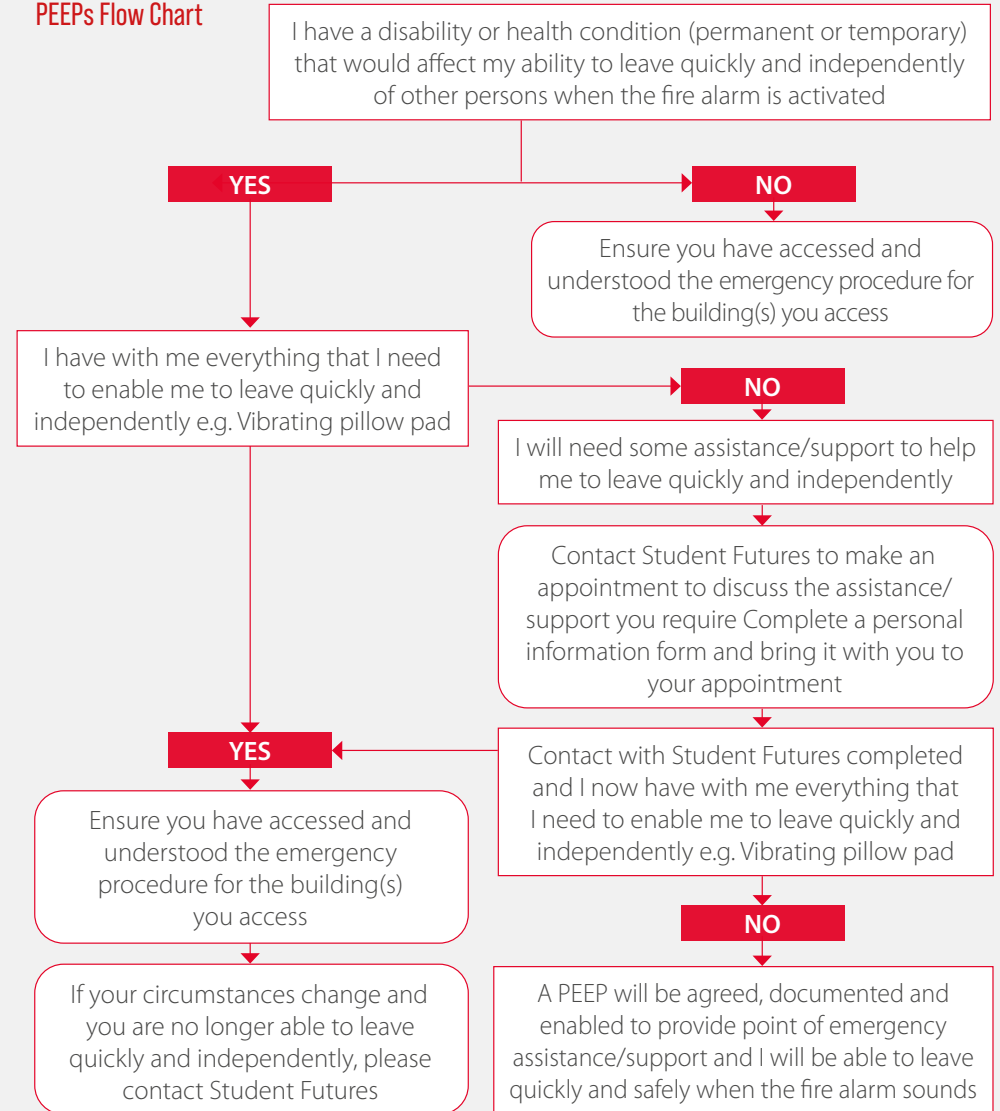 PEEPs Flow Chart
I have a disability or health condition (permanent or temporary)
that would affect my ability to leave quickly and independently
of other persons when the fire alarm is activated
YES
NO
Ensure you have accessed and
understood the emergency procedure for
the building(s) you access
I have with me everything that I need
to enable me to leave quickly and
independently e.g. Vibrating pillow pad
NO
I will need some assistance/support to help
me to leave quickly and independently
Contact Student Futures to make an
appointment to discuss the assistance/
support you require Complete a personal
information form and bring it with you to
your appointment
YES
Contact with Student Futures completed
and I now have with me everything that
I need to enable me to leave quickly and
independently e.g. Vibrating pillow pad
Ensure you have accessed and
understood the emergency
procedure for the building(s)
you access
NO
If your circumstances change and
you are no longer able to leave
quickly and independently, please
contact Student Futures
A PEEP will be agreed, documented and
enabled to provide point of emergency
assistance/support and I will be able to leave
quickly and safely when the fire alarm sounds